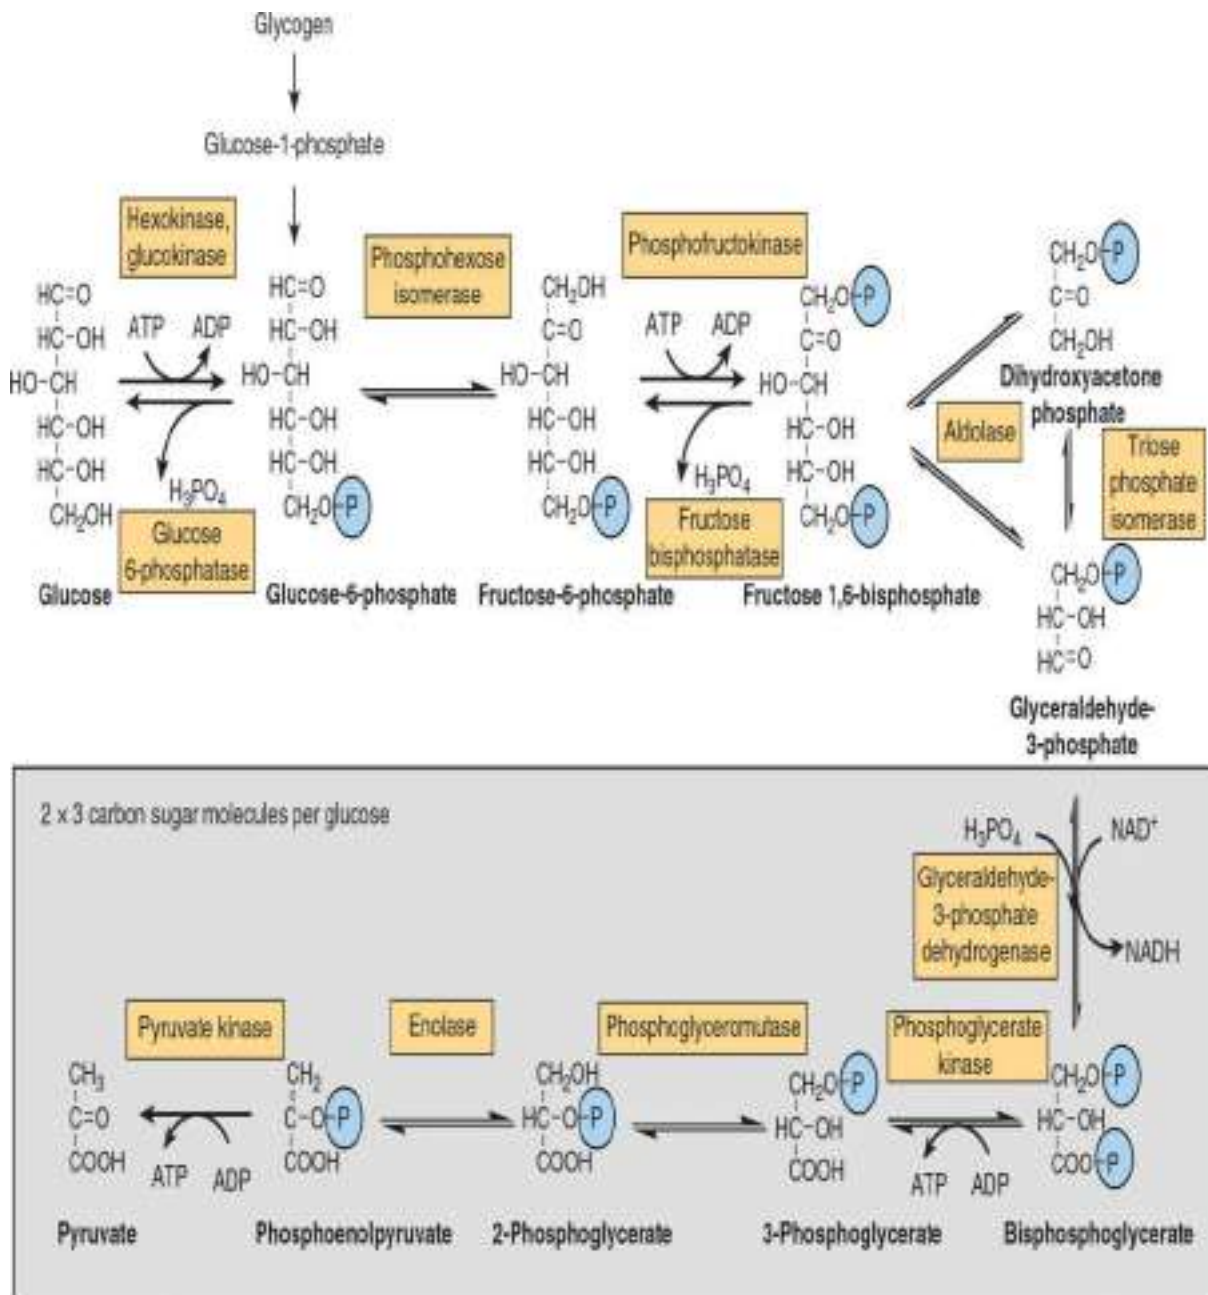 Glycogen
Glucose-1-phosphate
Hexokinase,
glucokinase
Phosphohexose
isomerase
Phosphofructokinase
HC=O
HC-OH
HO-CH
HC-OH
HC-OH
CH₂OH
ATP
ADP
H₃PO₄
Glucose
6-phosphatase
HC=O
HC-OH
HO-CH
HC-OH
HC-OH
CH₂O-P
CH₂OH
C=O
HO-CH
HC-OH
HC-OH
CH₂O-P
ATP
ADP
H₃PO₄
Fructose
bisphosphatase
CH₂O-P
C=O
HO-CH
HC-OH
HC-OH
CH₂O-P
Aldolase
CH₂O-P
C=O
CH₂OH
Dihydroxyacetone
phosphate
Triose
phosphate
isomerase
Glucose
Glucose-6-phosphate
Fructose-6-phosphate
Fructose 1,6-bisphosphate
CH₂O-P
HC-OH
HC=O
Glyceraldehyde-
3-phosphate
2 × 3 carbon sugar molecules per glucose
H₃PO₄
NAD⁺
Glyceraldehyde-
3-phosphate
dehydrogenase
NADH
Pyruvate kinase
Enolase
Phosphoglyoeromutase
Phosphoglycerate
kinase
CH₃
C=O
COOH
ATP
ADP
CH₂
C-O-P
COOH
CH₂OH
HC-O-P
COOH
CH₂O-P
HC-OH
COOH
ATP
ADP
CH₂O-P
HC-OH
COO-P
Pyruvate
Phosphoenolpyruvate
2-Phosphoglycerate
3-Phosphoglycerate
Bisphosphoglycerate